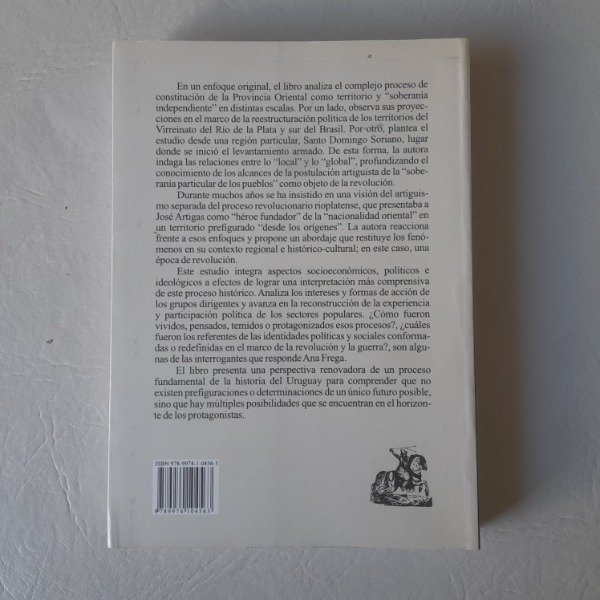 En un enfoque original, el libro analiza el complejo proceso de
constitución de la Provincia Oriental como territorio y “soberanía
independiente” en distintas escalas. Por un lado, observa sus proyec-
ciones en el marco de la reestructuración política de los territorios del
Virreinato del Río de la Plata y sur del Brasil. Por otro, plantea el
estudio desde una región particular, Santo Domingo Soriano, lugar
donde se inició el levantamiento armado. De esta forma, la autora
indaga las relaciones entre lo “local” y lo “global”, profundizando el
conocimiento de los alcances de la postulación artiguista de la “sobe-
ranía particular de los pueblos” como objeto de la revolución.
Durante muchos años se ha insistido en una visión del artiguis-
mo separada del proceso revolucionario rioplatense, que presentaba a
José Artigas como “héroe fundador” de la “nacionalidad oriental” en
un territorio prefigurado “desde los orígenes”. La autora reacciona
frente a esos enfoques y propone un abordaje que restituye los fenó-
menos en su contexto regional e histórico-cultural; en este caso, una
época de revolución.
Este estudio integra aspectos socioeconómicos, políticos e
ideológicos a efectos de lograr una interpretación más comprensiva
de este proceso histórico. Analiza los intereses y formas de acción de
los grupos dirigentes y avanza en la reconstrucción de la experiencia
y participación política de los sectores populares. ¿Cómo fueron
vividos, pensados, temidos o protagonizados esos procesos?, ¿cuáles
fueron los referentes de las identidades políticas y sociales conforma-
das o redefinidas en el marco de la revolución y la guerra?, son algu-
nas de las interrogantes que responde Ana Frega.
El libro presenta una perspectiva renovadora de un proceso
fundamental de la historia del Uruguay para comprender que no
existen prefiguraciones o determinaciones de un único futuro posible,
sino que hay múltiples posibilidades que se encuentran en el horizon-
te de los protagonistas.
ISBN-978-9974-1-0456-3
9789974104563